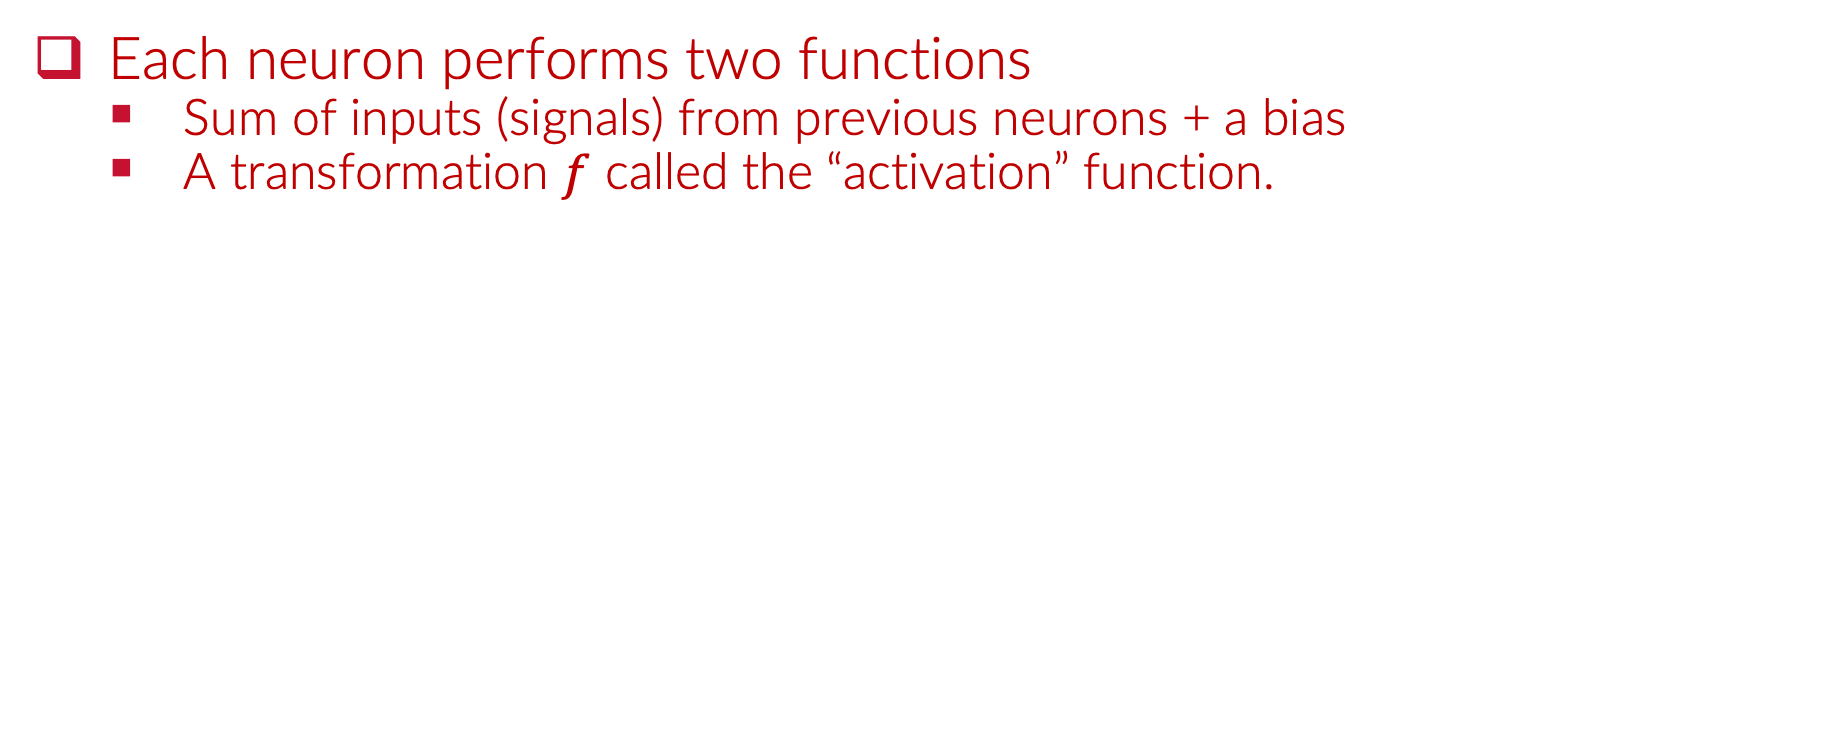 ❑ Each neuron performs two functions
▪ Sum of inputs (signals) from previous neurons + a bias
▪ A transformation f called the “activation” function.